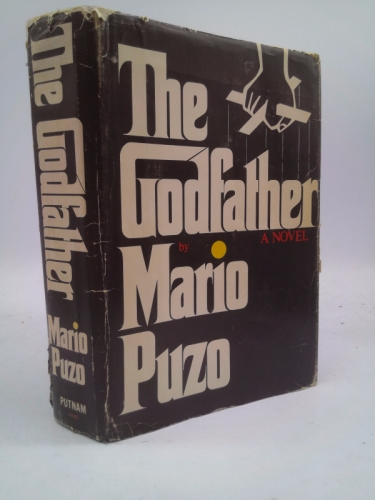 The
Godfather
by
A NOVEL
Mario
Puzo
The Godfather
Mario
Puzo
PUTNAM